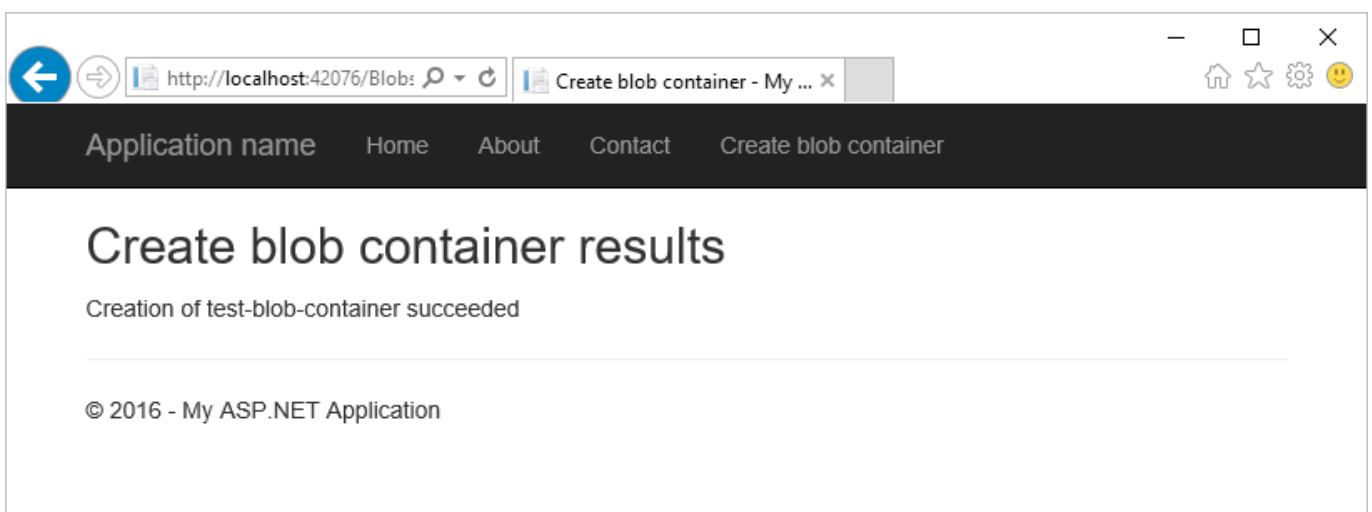 http://localhost:42076/Blobs Create blob container - My ...
Application name Home About Contact Create blob container
Create blob container results
Creation of test-blob-container succeeded
© 2016 - My ASP.NET Application